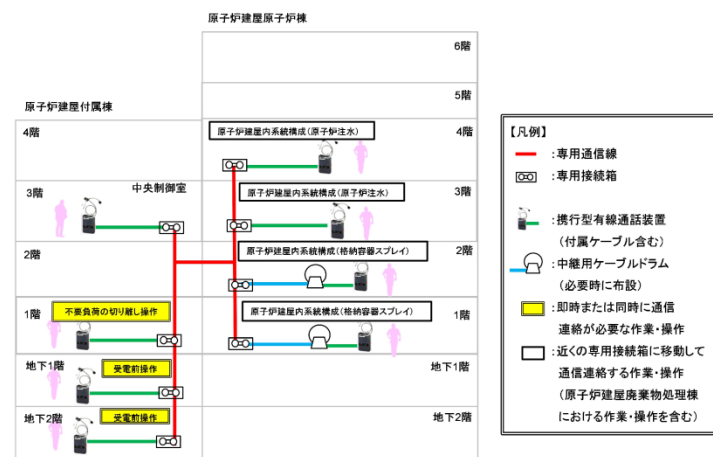 原子炉建屋原子炉棟
6階
5階
原子炉建屋付属棟
4階
原子炉建屋内系統構成(原子炉注水)
4階
3階
中央制御室
原子炉建屋内系統構成(原子炉注水)
3階
2階
原子炉建屋内系統構成(格納容器スプレイ)
2階
1階
不要負荷の切り離し操作
原子炉建屋内系統構成(格納容器スプレイ)
1階
地下1階
受電前操作
地下1階
地下2階
受電前操作
地下2階
【凡例】
:専用通信線
:専用接続箱
:携行型有線通話装置
(付属ケーブル含む)
:中継用ケーブルドラム
(必要時に布設)
:即時または同時に通信
連絡が必要な作業・操作
:近くの専用接続箱に移動して
通信連絡する作業・操作
(原子炉建屋廃棄物処理棟
における作業・操作を含む)